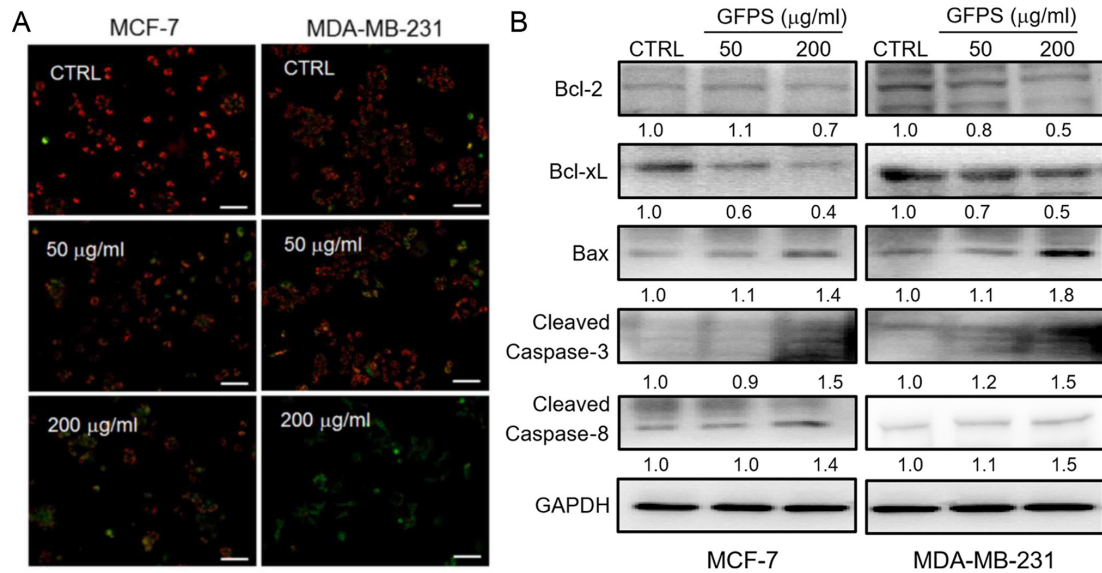 A
MCF-7
MDA-MB-231
CTRL
CTRL
50 μg/ml
50 μg/ml
200 μg/ml
200 μg/ml
B
GFPS (μg/ml)
GFPS (μg/ml)
CTRL 50 200
CTRL 50 200
Bcl-2
1.0 1.1 0.7
1.0 0.8 0.5
Bcl-xL
1.0 0.6 0.4
1.0 0.7 0.5
Bax
1.0 1.1 1.4
1.0 1.1 1.8
Cleaved
Caspase-3
1.0 0.9 1.5
1.0 1.2 1.5
Cleaved
Caspase-8
1.0 1.0 1.4
1.0 1.1 1.5
GAPDH
MCF-7
MDA-MB-231